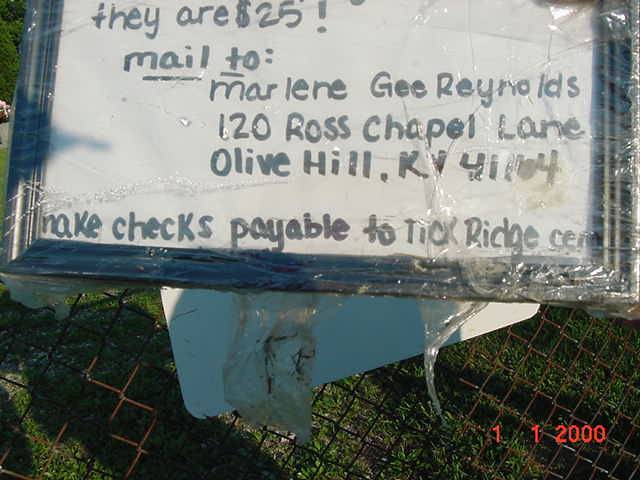 they are $25!
mail to:
Marlene Gee Reynolds
120 Ross Chapel Lane
Olive Hill, KY 41164
make checks payable to Tick Ridge cem
1 1 2000